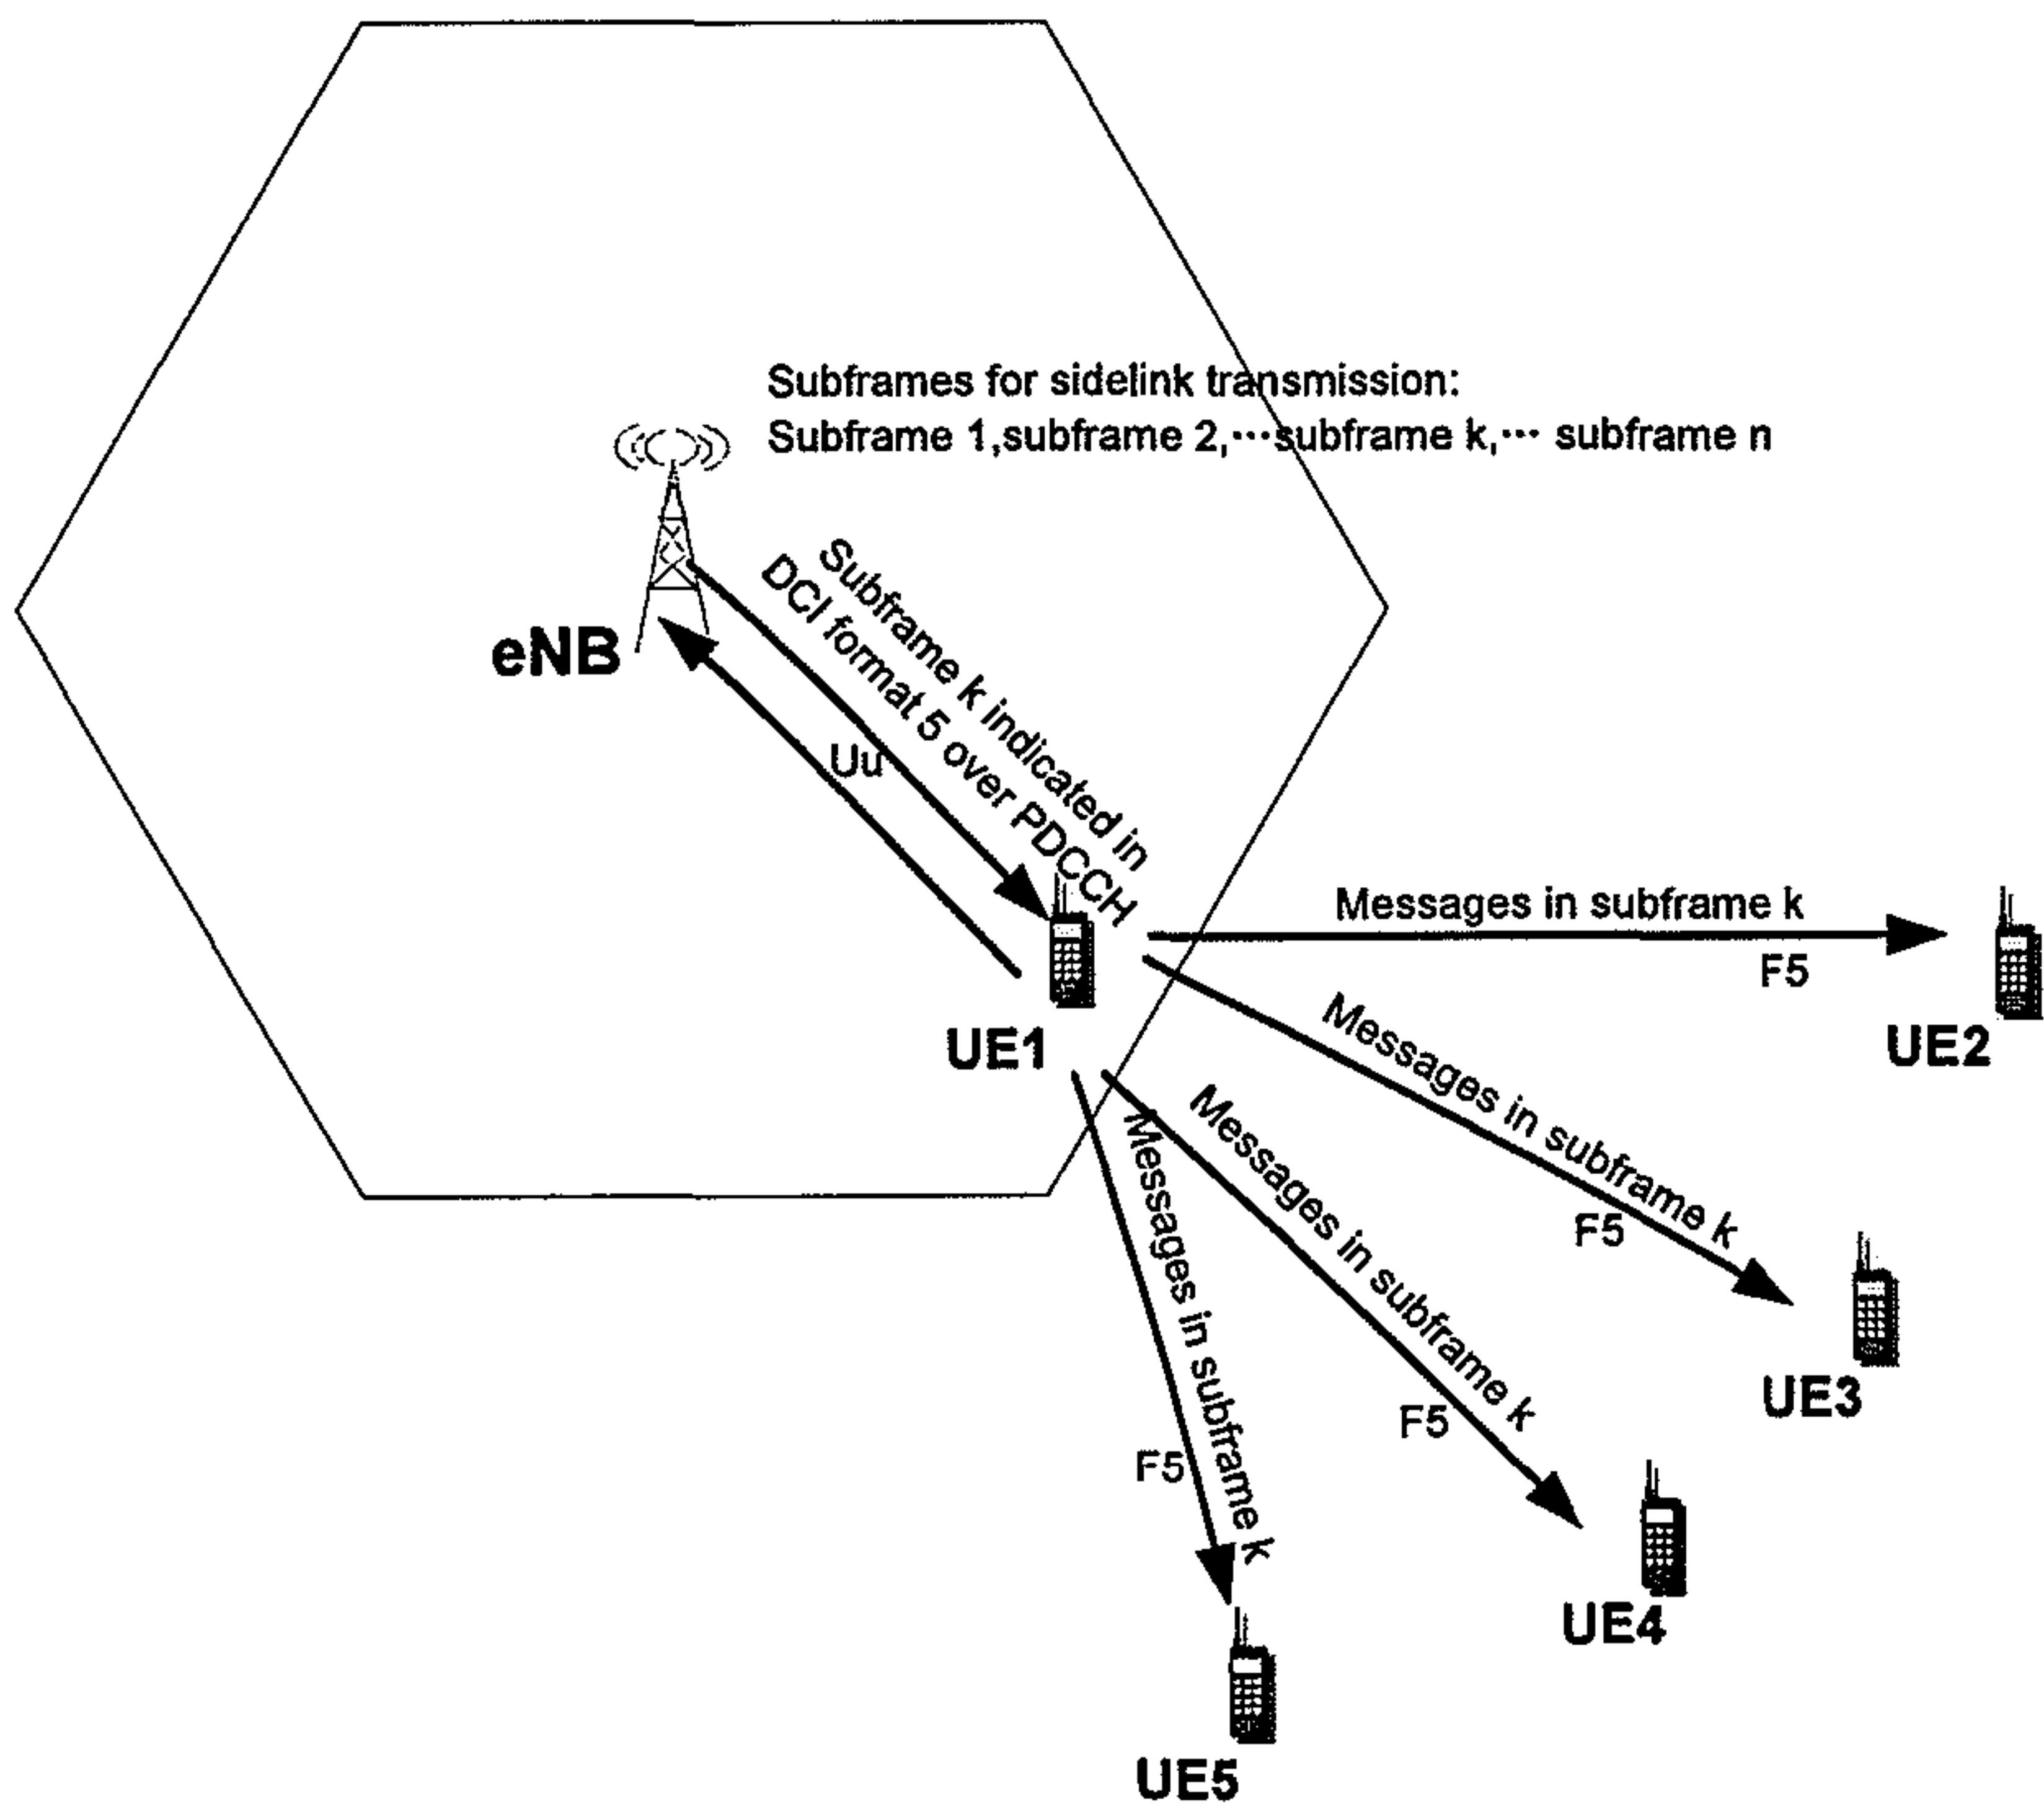 Subframes for sidelink transmission:
Subframe 1,subframe 2,···subframe k,··· subframe n
Subframe k indicated in
DCI format 5 over PDCCH
eNB
Uu
Messages in subframe k
F5
UE1
UE2
Messages in subframe k
F5
Messages in subframe k
F5
Messages in subframe k
F5
UE3
UE4
UE5